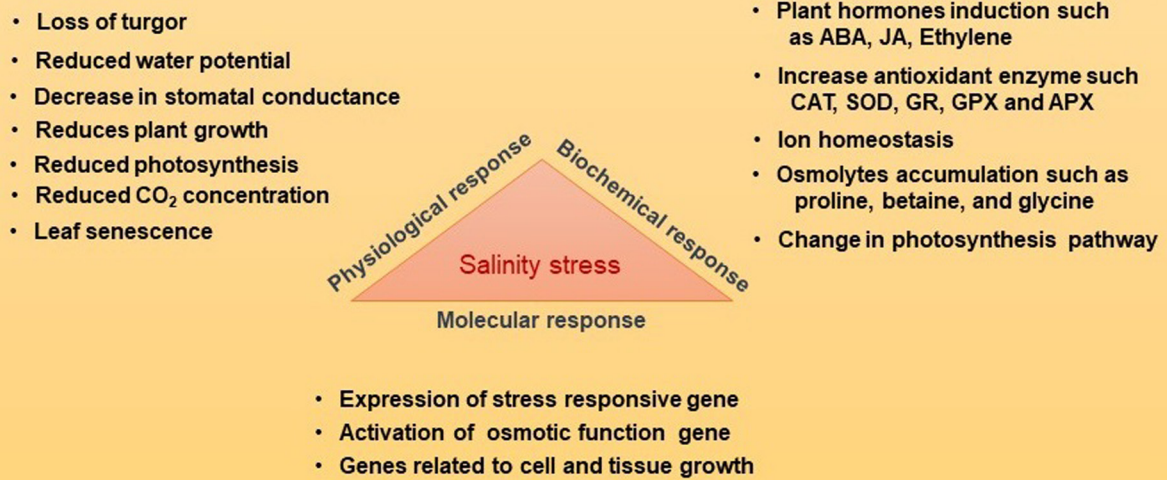 • Loss of turgor
• Reduced water potential
• Decrease in stomatal conductance
• Reduces plant growth
• Reduced photosynthesis
• Reduced CO₂ concentration
• Leaf senescence
• Plant hormones induction such
as ABA, JA, Ethylene
• Increase antioxidant enzyme such
CAT, SOD, GR, GPX and APX
• Ion homeostasis
• Osmolytes accumulation such as
proline, betaine, and glycine
• Change in photosynthesis pathway
Physiological response
Biochemical response
Salinity stress
Molecular response
• Expression of stress responsive gene
• Activation of osmotic function gene
• Genes related to cell and tissue growth